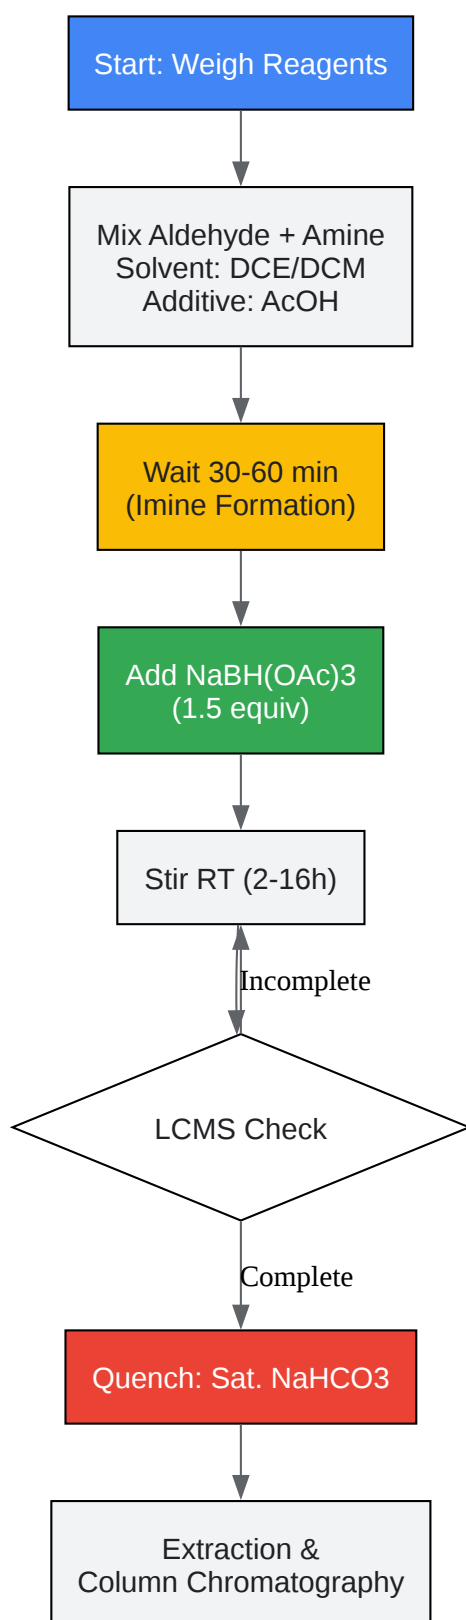 Start: Weigh Reagents
Mix Aldehyde + Amine
Solvent: DCE/DCM
Additive: AcOH
Wait 30-60 min
(Imine Formation)
Add NaBH(OAc)3
(1.5 equiv)
Stir RT (2-16h)
Incomplete
LCMS Check
Complete
Quench: Sat. NaHCO3
Extraction &
Column Chromatography